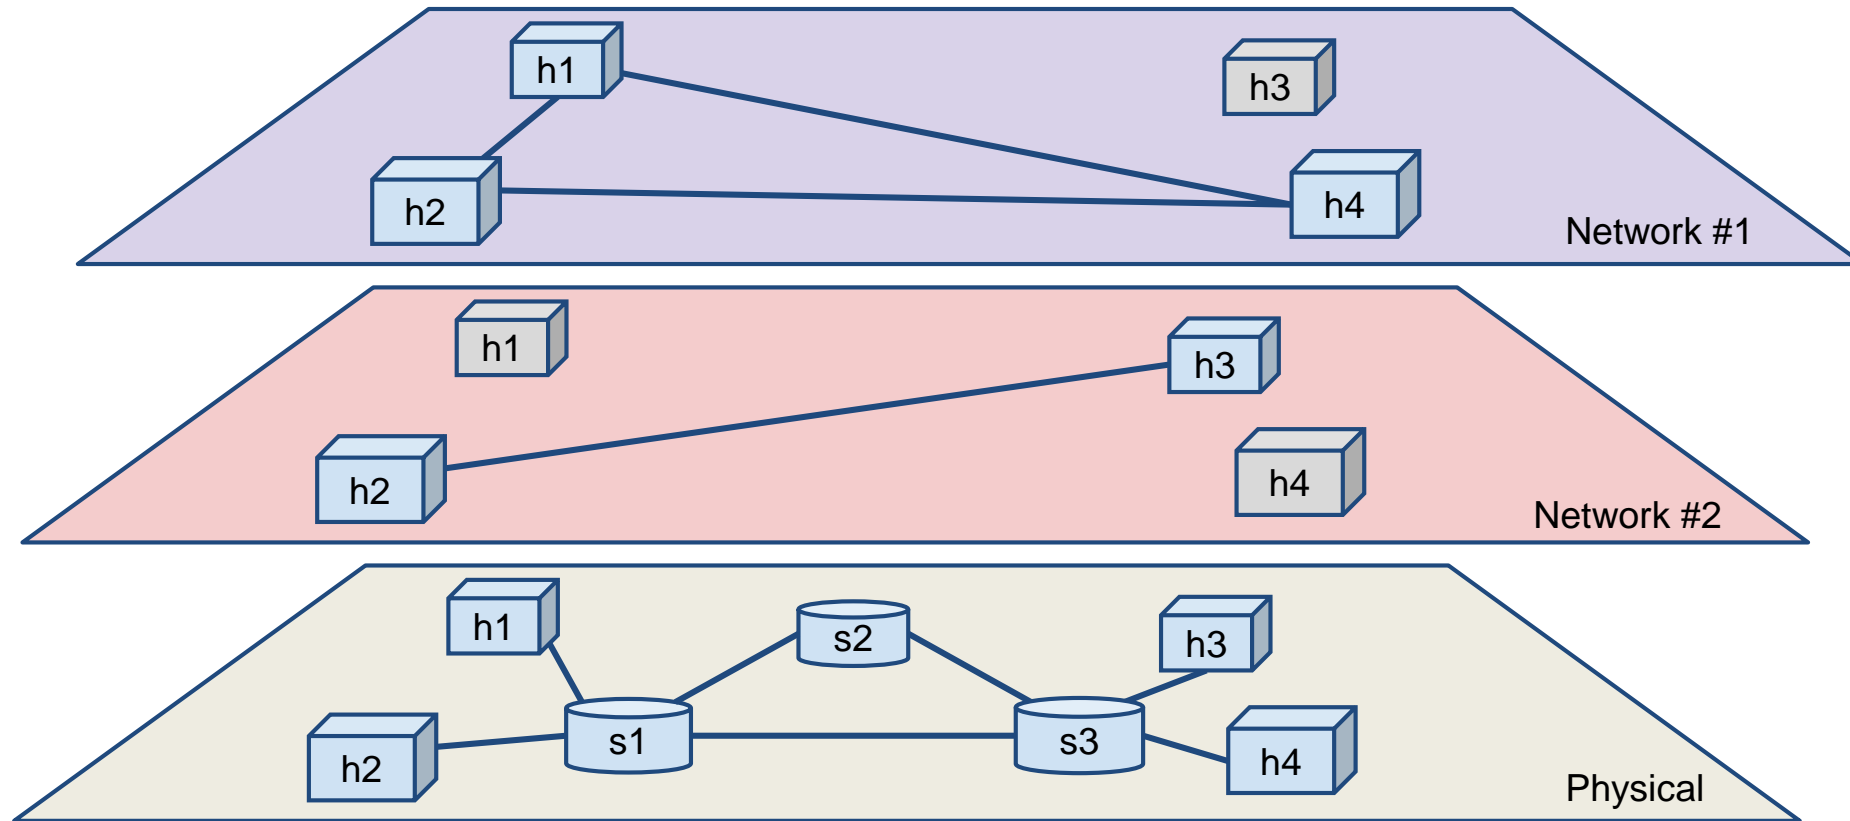 h1
h3
h2
h4
Network #1
h1
h3
h2
h4
Network #2
h1
s2
h3
s1
s3
h2
h4
Physical